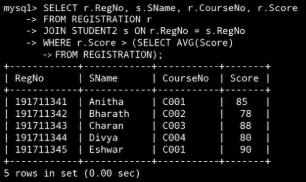 mysql> SELECT r.RegNo, s.SName, r.CourseNo, r.Score
-> FROM REGISTRATION r
-> JOIN STUDENT2 s ON r.RegNo = s.RegNo
-> WHERE r.Score > (SELECT AVG(Score)
-> FROM REGISTRATION);
+-----------+---------+----------+-------+
| RegNo | SName | CourseNo | Score |
+-----------+---------+----------+-------+
| 191711341 | Anitha | C001 | 85 |
| 191711342 | Bharath | C002 | 78 |
| 191711343 | Charan | C003 | 88 |
| 191711344 | Divya | C004 | 80 |
| 191711345 | Eshwar | C001 | 90 |
+-----------+---------+----------+-------+
5 rows in set (0.00 sec)